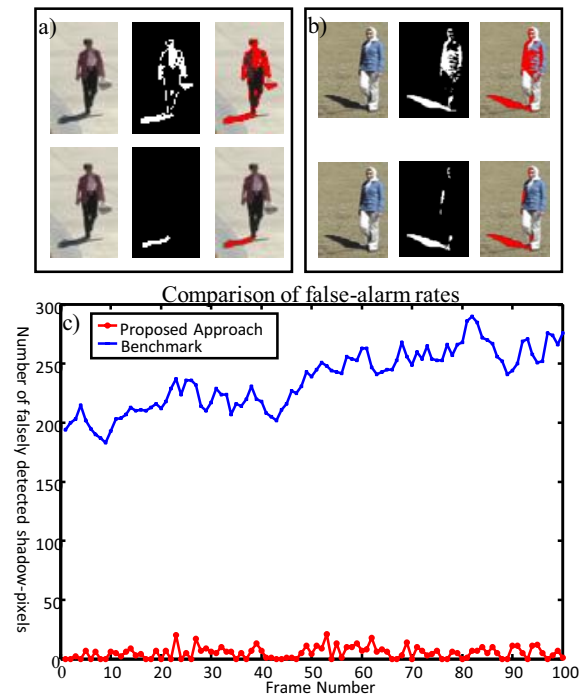 a)
b)
Comparison of false-alarm rates
c)
Proposed Approach
Benchmark
Number of falsely detected shadow-pixels
300
250
200
150
100
50
0
0 10 20 30 40 50 60 70 80 90 100
Frame Number